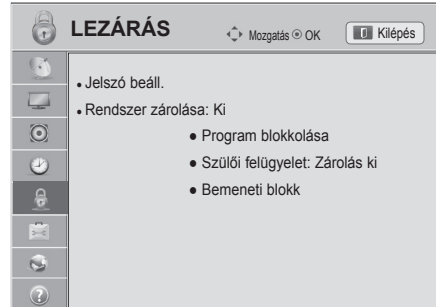 LEZÁRÁS
Mozgatás OK
Kilépés
• Jelszó beáll.
• Rendszer zárolása: Ki
● Program blokkolása
● Szülői felügyelet: Zárolás ki
● Bemeneti blokk